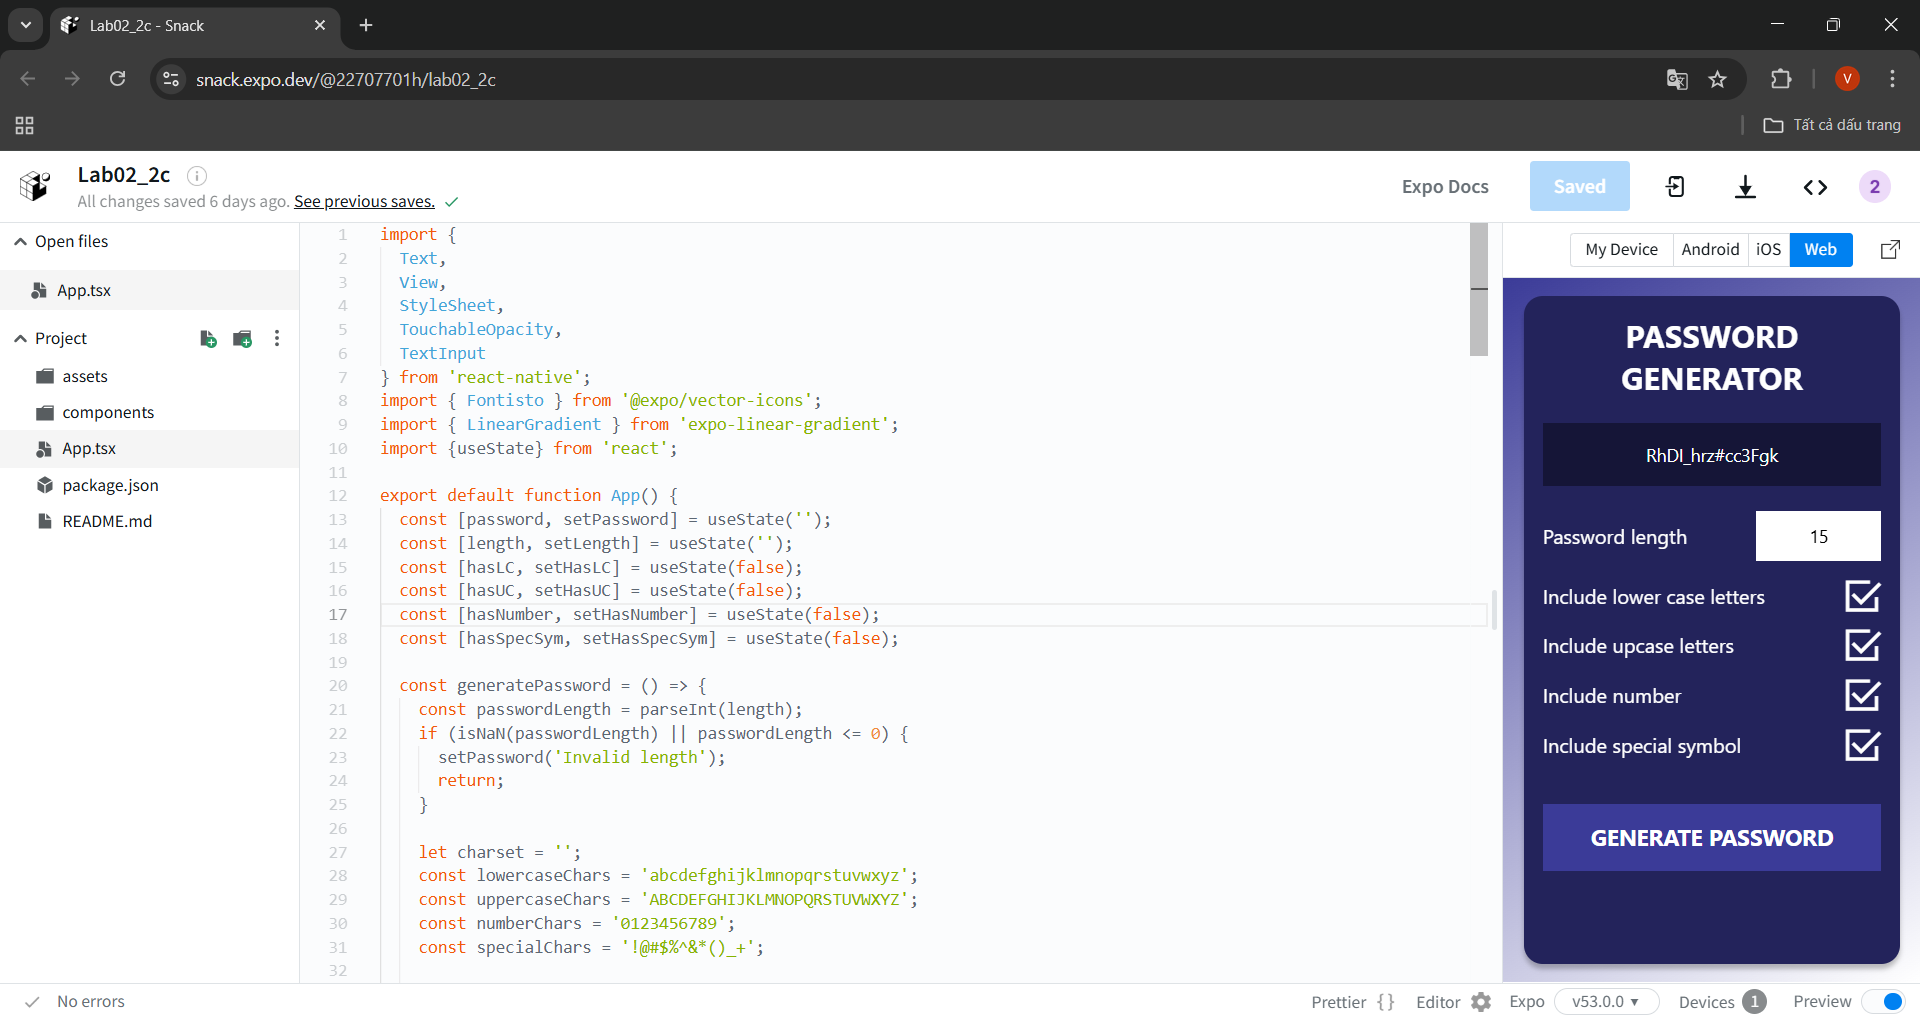 Lab02_2c - Snack
snack.expo.dev/@22707701h/lab02_2c
V
Tất cả dấu trang
Lab02_2c
All changes saved 6 days ago. See previous saves.
Expo Docs
Saved
2
Open files
App.tsx
Project
assets
components
App.tsx
package.json
README.md
1 import {
2 Text,
3 View,
4 StyleSheet,
5 TouchableOpacity,
6 TextInput
7 } from 'react-native';
8 import { Fontisto } from '@expo/vector-icons';
9 import { LinearGradient } from 'expo-linear-gradient';
10 import {useState} from 'react';
11
12 export default function App() {
13 const [password, setPassword] = useState('');
14 const [length, setLength] = useState('');
15 const [hasLC, setHasLC] = useState(false);
16 const [hasUC, setHasUC] = useState(false);
17 const [hasNumber, setHasNumber] = useState(false);
18 const [hasSpecSym, setHasSpecSym] = useState(false);
19
20 const generatePassword = () => {
21 const passwordLength = parseInt(length);
22 if (isNaN(passwordLength) || passwordLength <= 0) {
23 setPassword('Invalid length');
24 return;
25 }
26
27 let charset = '';
28 const lowercaseChars = 'abcdefghijklmnopqrstuvwxyz';
29 const uppercaseChars = 'ABCDEFGHIJKLMNOPQRSTUVWXYZ';
30 const numberChars = '0123456789';
31 const specialChars = '!@#$%^&*()_+';
32
My Device
Android
iOS
Web
PASSWORD
GENERATOR
RhDI_hrz#cc3Fgk
Password length
15
Include lower case letters
Include upcase letters
Include number
Include special symbol
GENERATE PASSWORD
No errors
Prettier {}
Editor
Expo
v53.0.0
Devices 1
Preview